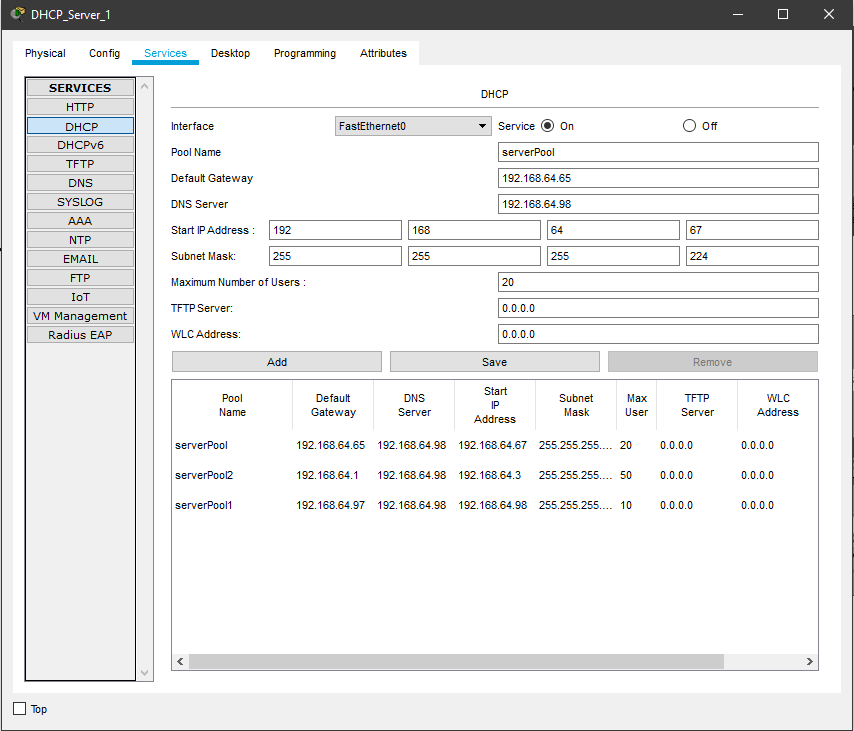 DHCP_Server_1
Physical Config Services Desktop Programming Attributes
SERVICES
HTTP
DHCP
DHCPv6
TFTP
DNS
SYSLOG
AAA
NTP
EMAIL
FTP
IoT
VM Management
Radius EAP
DHCP
Interface FastEthernet0 Service On Off
Pool Name serverPool
Default Gateway 192.168.64.65
DNS Server 192.168.64.98
Start IP Address : 192 168 64 67
Subnet Mask: 255 255 255 224
Maximum Number of Users : 20
TFTP Server: 0.0.0.0
WLC Address: 0.0.0.0
Add Save Remove
Pool Name Default Gateway DNS Server Start IP Address Subnet Mask Max User TFTP Server WLC Address
serverPool 192.168.64.65 192.168.64.98 192.168.64.67 255.255.255.... 20 0.0.0.0 0.0.0.0
serverPool2 192.168.64.1 192.168.64.98 192.168.64.3 255.255.255.... 50 0.0.0.0 0.0.0.0
serverPool1 192.168.64.97 192.168.64.98 192.168.64.98 255.255.255.... 10 0.0.0.0 0.0.0.0
Top